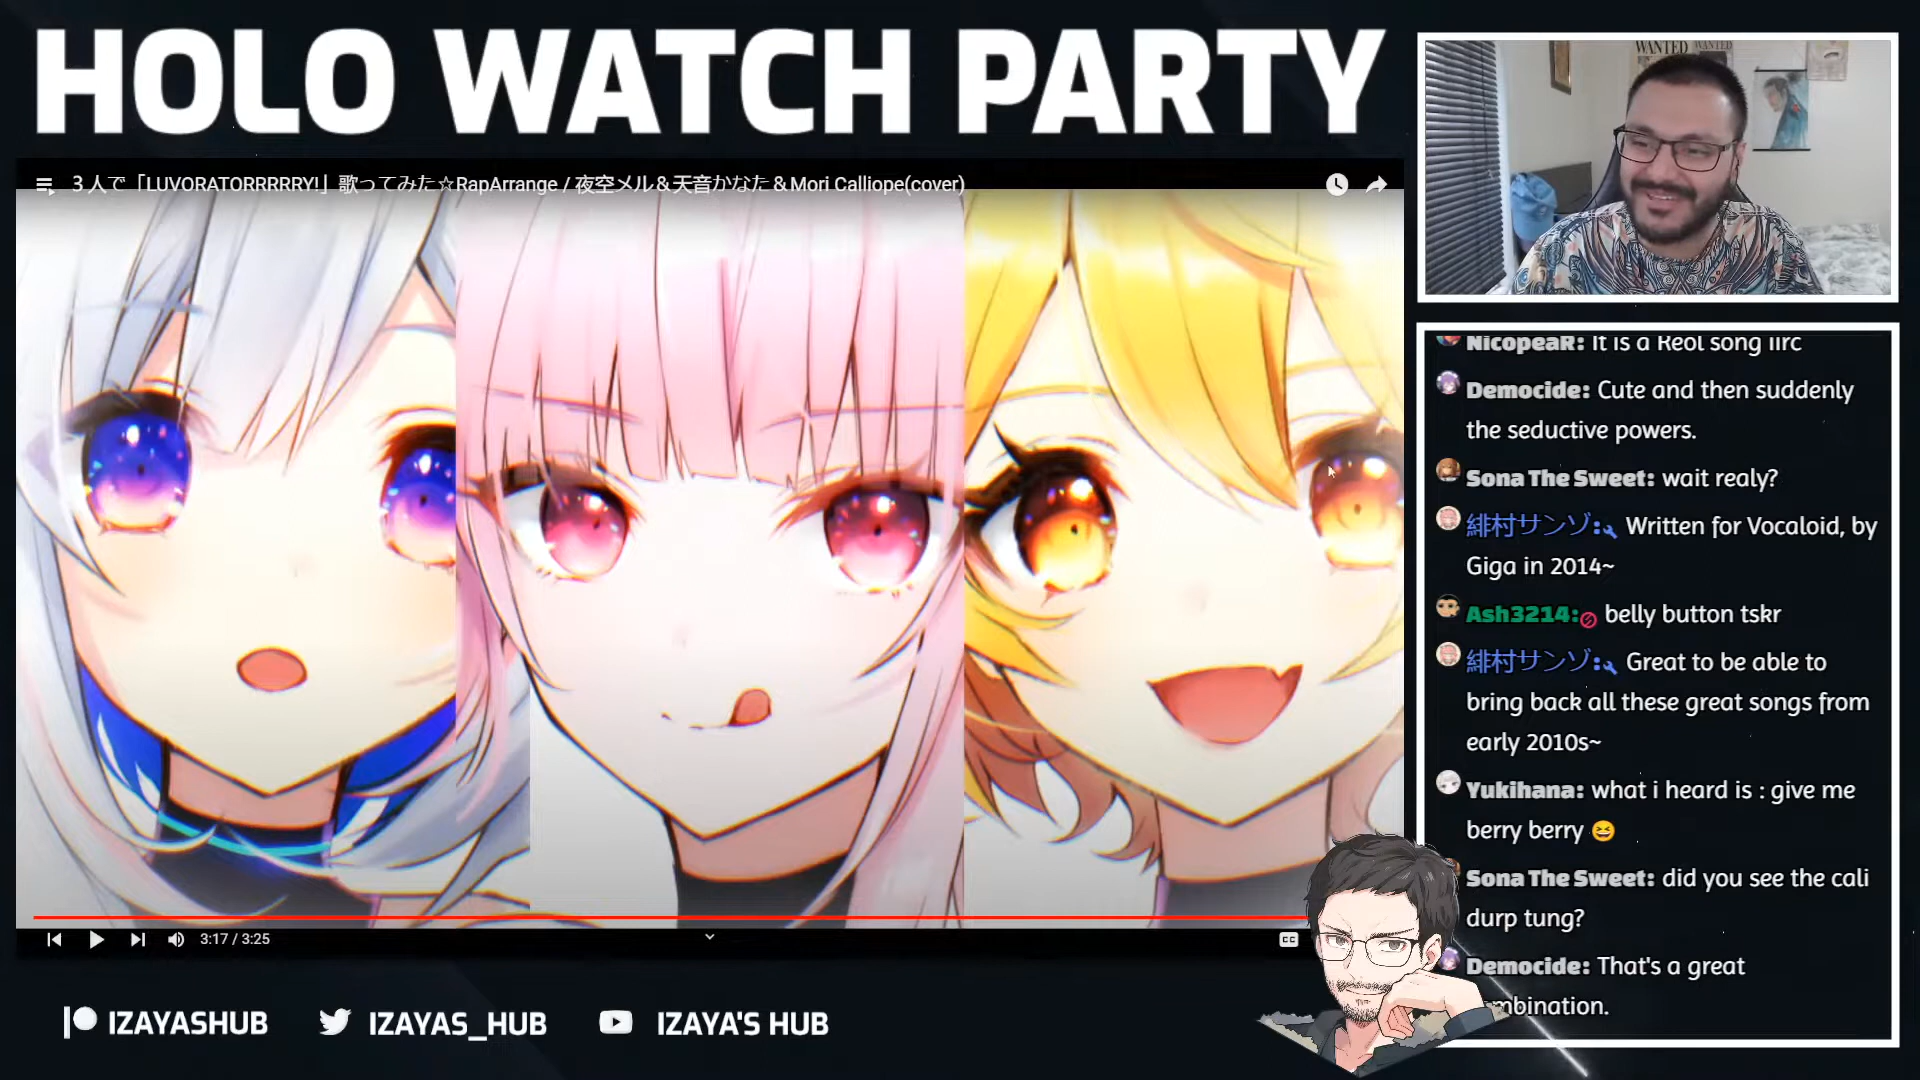 HOLO WATCH PARTY
WANTED WANTED
３人で「LUVORATORRRRRY!」歌ってみた☆RapArrange / 夜空メル＆天音かなた＆Mori Calliope(cover)
NicopeaR: It is a Reol song iirc
Democide: Cute and then suddenly
the seductive powers.
Sona The Sweet: wait realy?
緋村サンゾ: Written for Vocaloid, by
Giga in 2014~
Ash3214: belly button tskr
緋村サンゾ: Great to be able to
bring back all these great songs from
early 2010s~
Yukihana: what i heard is : give me
berry berry 😆
Sona The Sweet: did you see the cali
durp tung?
Democide: That's a great
mbination.
3:17 / 3:25
CC
IZAYASHUB
IZAYAS_HUB
IZAYA'S HUB